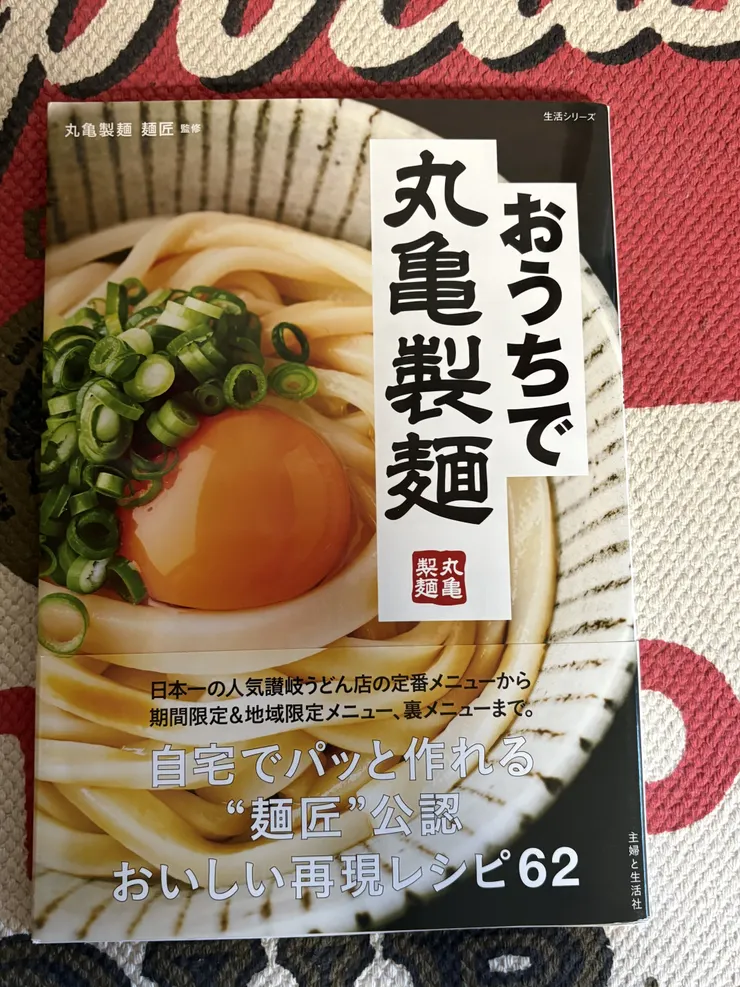 丸亀製麺 麺匠 監修
生活シリーズ
おうちで
丸亀製麺
丸亀
製麺
日本一の人気讃岐うどん店の定番メニューから
期間限定&地域限定メニュー、裏メニューまで。
自宅でパッと作れる
“麺匠”公認
おいしい再現レシピ62
主婦と生活社